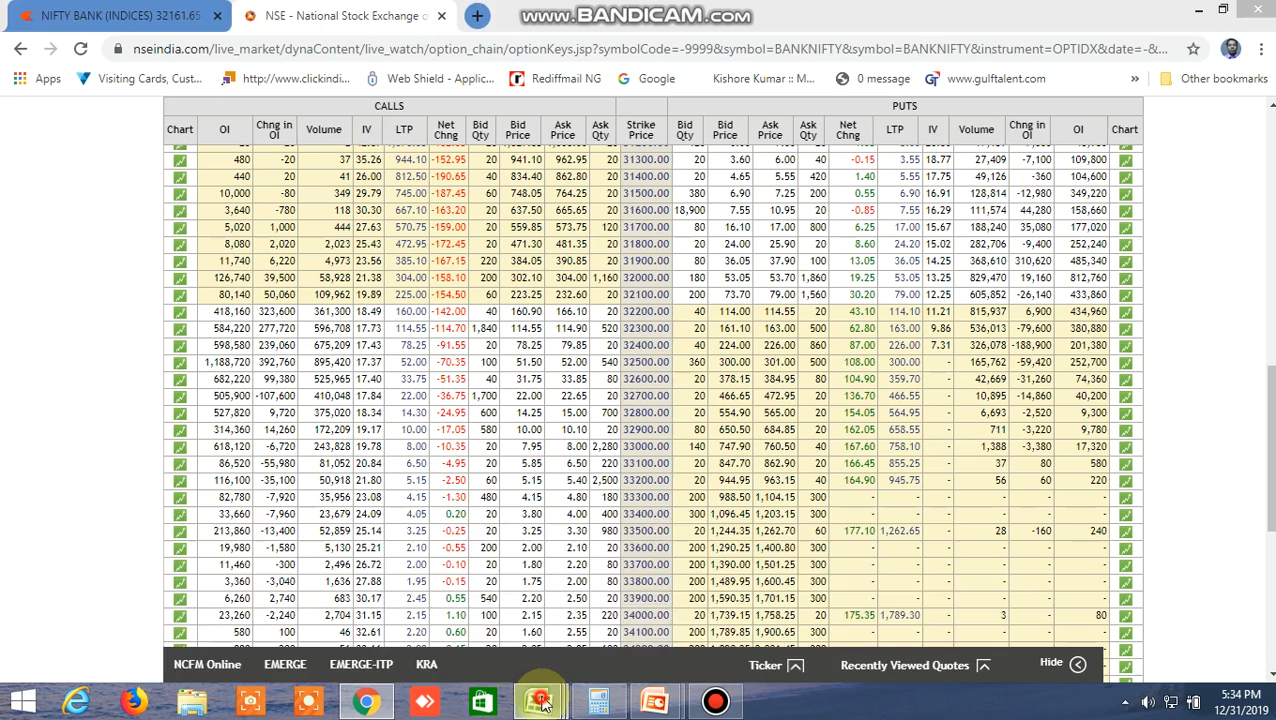 NIFTY BANK (INDICES) 32161.65
NSE - National Stock Exchange o
www.BANDICAM.com
nseindia.com/live_market/dynaContent/live_watch/option_chain/optionKeys.jsp?symbolCode=-9999&symbol=BANKNIFTY&symbol=BANKNIFTY&instrument=OPTIDX&date=-&...
Apps Visiting Cards, Cust... http://www.clickindi... Web Shield - Applic... Rediffmail NG Google Kishore Kumar :: M... 0 message www.gulftalent.com » Other bookmarks
CALLS PUTS
Chart OI Chng in OI Volume IV LTP Net Chng Bid Qty Bid Price Ask Price Ask Qty Strike Price Bid Qty Bid Price Ask Price Ask Qty Net Chng LTP IV Volume Chng in OI OI Chart
480 -20 37 35.26 944.10 -152.95 20 941.10 962.95 20 31300.00 20 3.60 6.00 40 -0.15 3.55 18.77 27,409 -7,100 109,800
440 20 41 26.00 812.50 -190.65 40 834.40 862.80 20 31400.00 20 4.65 5.55 420 1.40 5.55 17.75 49,126 -360 104,600
10,000 -80 349 29.79 745.00 -187.45 60 748.05 764.25 20 31500.00 380 6.90 7.25 200 0.55 6.90 16.91 128,814 -12,980 349,220
3,640 -780 118 30.30 667.10 -163.20 20 637.50 665.65 20 31600.00 18,900 7.55 10.95 20 -0.85 7.55 16.29 111,574 44,280 158,660
5,020 1,000 444 27.63 570.75 -159.00 20 559.85 573.75 120 31700.00 80 16.10 17.00 800 6.25 17.00 15.67 188,240 35,080 177,020
8,080 2,020 2,023 25.43 472.95 -172.45 20 471.30 481.35 20 31800.00 20 24.00 25.90 20 8.60 24.20 15.02 282,706 -9,400 252,240
11,740 6,220 4,973 23.56 385.10 -167.15 220 384.05 390.85 20 31900.00 80 36.05 37.90 100 13.05 36.05 14.25 368,610 310,620 485,340
126,740 39,500 58,928 21.38 304.00 -158.10 200 302.10 304.00 1,160 32000.00 180 53.05 53.70 1,860 19.25 53.05 13.25 829,470 19,160 812,760
80,140 50,060 109,962 19.89 225.00 -154.50 60 223.25 232.60 20 32100.00 200 73.70 79.00 1,560 30.20 79.00 12.25 605,852 -26,140 433,860
418,160 323,600 361,300 18.49 160.00 -142.00 40 160.90 166.10 20 32200.00 40 114.00 114.55 20 43.10 114.10 11.21 815,937 6,900 434,960
584,220 277,720 596,708 17.73 114.55 -114.70 1,840 114.55 114.90 520 32300.00 20 161.10 163.00 500 62.80 163.00 9.86 536,013 -79,600 380,880
598,580 239,060 675,209 17.43 78.25 -91.55 20 78.25 79.85 20 32400.00 40 224.00 226.00 860 87.00 226.00 7.31 326,078 -188,900 201,380
1,188,720 392,760 895,420 17.37 52.00 -70.35 100 51.50 52.00 540 32500.00 360 300.00 301.00 500 108.00 300.00 - 165,762 -59,420 252,700
682,220 99,380 525,965 17.40 33.75 -51.35 40 31.75 33.85 80 32600.00 20 378.15 384.95 80 104.90 359.70 - 42,669 -31,260 74,360
505,900 -107,600 410,048 17.84 22.00 -36.75 1,700 22.00 22.65 20 32700.00 20 466.65 472.95 20 136.70 466.55 - 10,895 -14,860 40,200
527,820 9,720 375,020 18.34 14.30 -24.95 600 14.25 15.00 700 32800.00 20 554.90 565.00 20 154.05 564.95 - 6,693 -2,520 9,300
314,360 14,260 172,209 19.17 10.00 -17.05 580 10.00 10.10 20 32900.00 80 650.50 684.85 20 162.05 658.55 - 711 -3,220 9,780
618,120 -6,720 243,828 19.78 8.00 -10.35 20 7.95 8.00 2,280 33000.00 140 747.90 760.50 40 167.60 758.10 - 1,388 -3,380 17,320
86,520 -55,980 81,052 20.84 6.50 -4.95 20 5.85 6.50 220 33100.00 20 847.70 862.90 20 166.45 855.25 - 37 80 580
116,100 -35,100 50,918 21.80 5.15 -2.50 60 5.15 5.40 2,500 33200.00 20 944.95 963.15 40 164.90 945.75 - 56 60 220
82,780 -7,920 35,956 23.08 4.15 -1.30 480 4.15 4.80 180 33300.00 200 988.50 1,104.15 300 - - - - - -
33,660 -7,960 23,679 24.09 4.05 0.20 20 3.80 4.00 400 33400.00 300 1,096.45 1,203.15 300 - - - - - -
213,860 -13,400 52,859 25.14 3.25 -0.25 20 3.25 3.30 980 33500.00 20 1,244.35 1,262.70 60 177.10 1,262.65 - 28 -160 240
19,980 -1,580 5,130 25.21 2.10 -0.55 200 2.00 2.10 20 33600.00 200 1,290.25 1,400.80 300 - - - - - -
11,460 -300 2,496 26.72 2.00 -0.10 20 1.80 2.00 80 33700.00 200 1,390.00 1,501.25 300 - - - - - -
3,360 -3,040 1,636 27.88 1.95 -0.15 20 1.75 2.00 80 33800.00 200 1,489.95 1,600.45 300 - - - - - -
6,260 2,740 683 30.17 2.45 0.55 540 2.20 2.50 20 33900.00 200 1,590.35 1,701.15 300 - - - - - -
23,260 -2,240 2,704 31.15 2.15 1.10 100 2.15 2.35 220 34000.00 20 1,739.15 1,758.25 20 175.35 1,789.30 - 3 - 80
580 100 46 32.61 2.20 0.60 20 1.60 2.55 20 34100.00 200 1,789.85 1,900.65 300 - - - - - -
NCFM Online EMERGE EMERGE-ITP KRA Ticker Recently Viewed Quotes Hide
5:34 PM
12/31/2019